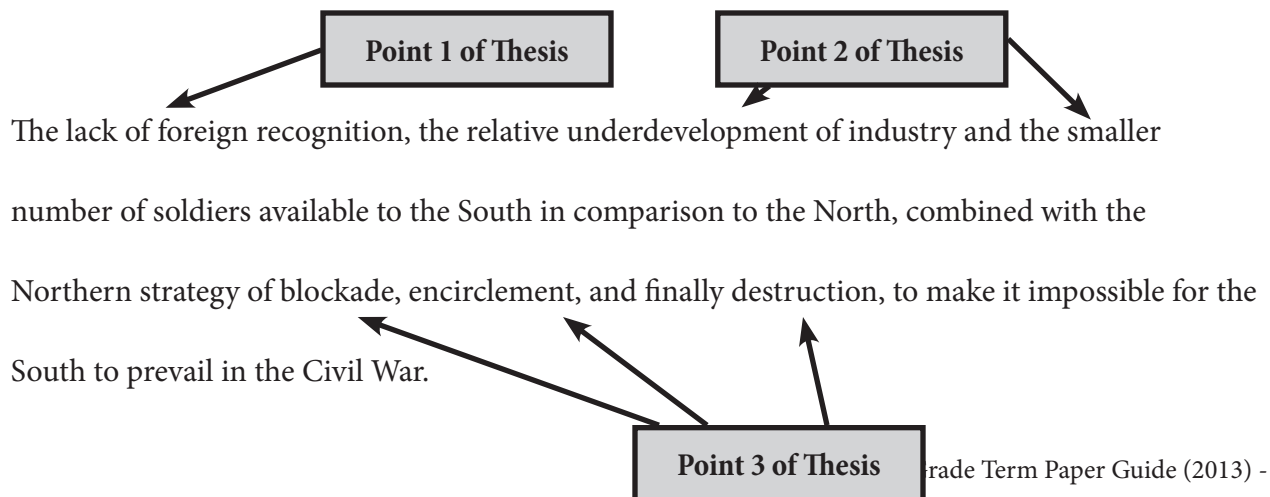 Point 1 of Thesis
Point 2 of Thesis
The lack of foreign recognition, the relative underdevelopment of industry and the smaller
number of soldiers available to the South in comparison to the North, combined with the
Northern strategy of blockade, encirclement, and finally destruction, to make it impossible for the
South to prevail in the Civil War.
Point 3 of Thesis
Term Paper Guide (2013) -